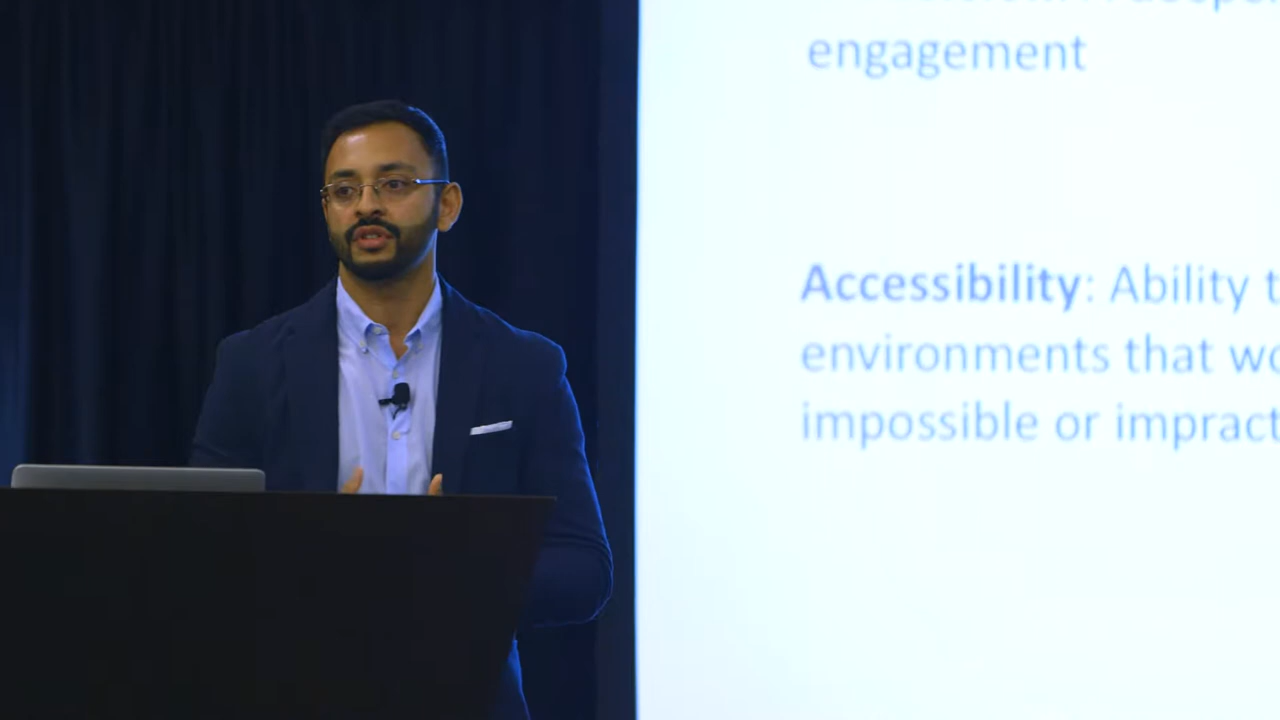 engagement
Accessibility: Ability t
environments that wo
impossible or impract